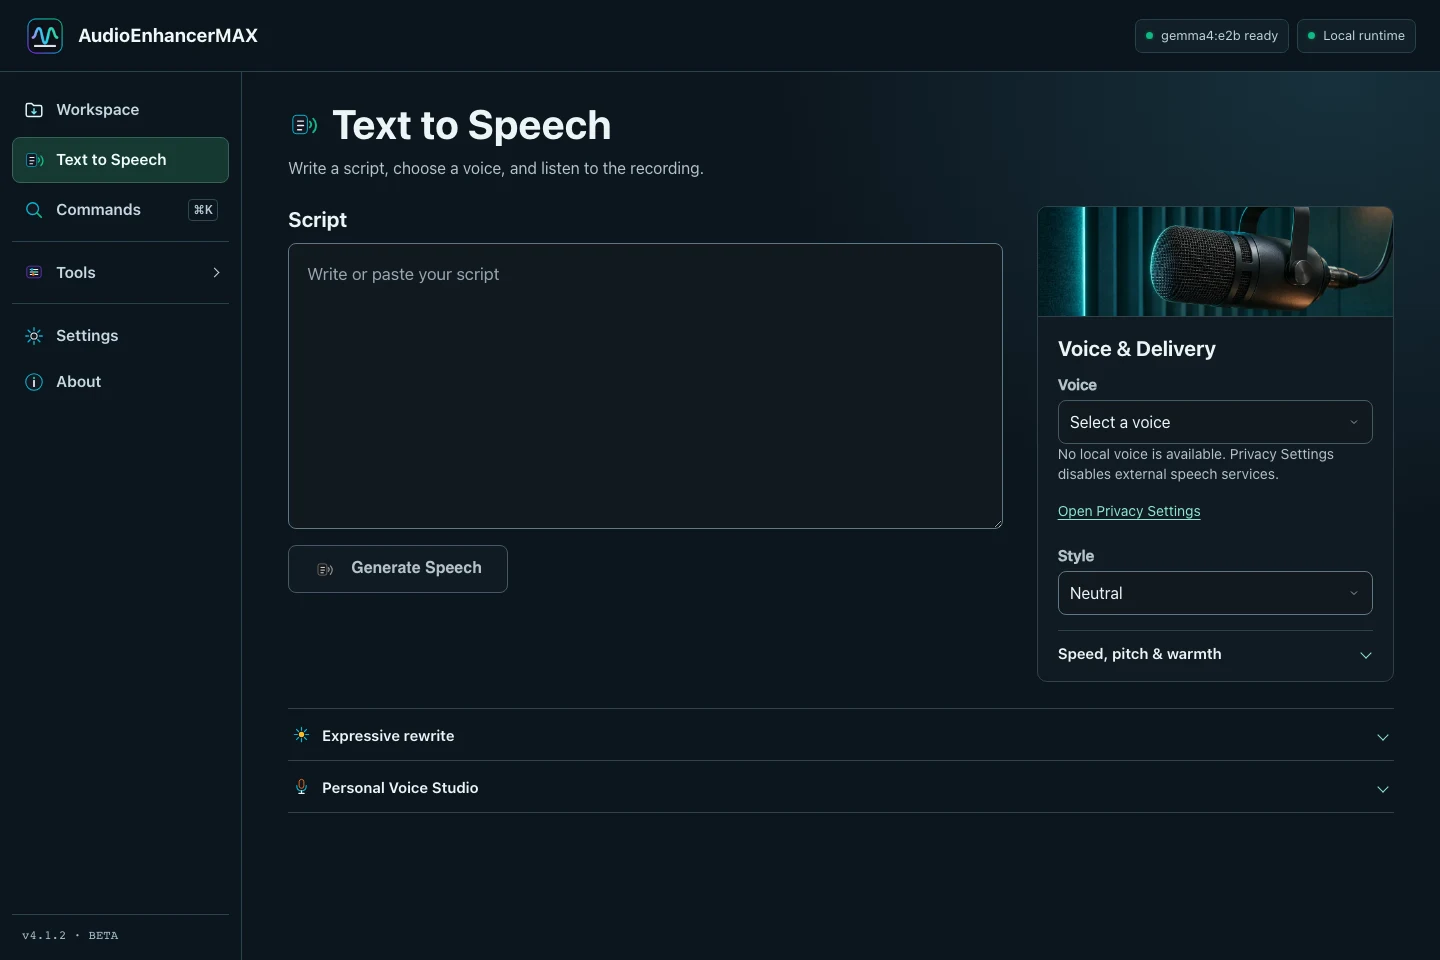 AudioEnhancerMAX
gemma4:e2b ready
Local runtime
Workspace
Text to Speech
Commands
⌘K
Tools
Settings
About
v4.1.2 · BETA
Text to Speech
Write a script, choose a voice, and listen to the recording.
Script
Write or paste your script
Generate Speech
Voice & Delivery
Voice
Select a voice
No local voice is available. Privacy Settings
disables external speech services.
Open Privacy Settings
Style
Neutral
Speed, pitch & warmth
Expressive rewrite
Personal Voice Studio